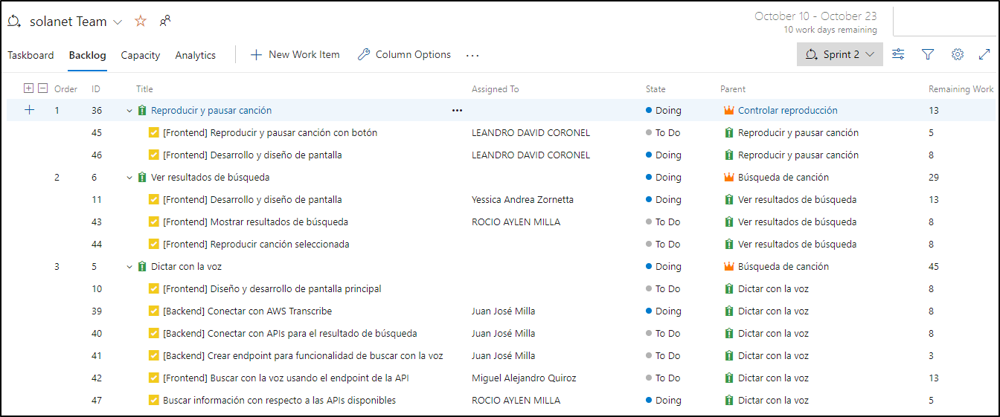 solanet Team
October 10 - October 23
10 work days remaining
Taskboard Backlog Capacity Analytics New Work Item Column Options ... Sprint 2
Order ID Title Assigned To State Parent Remaining Work
1 36 Reproducir y pausar canción ... Doing Controlar reproducción 13
45 [Frontend] Reproducir y pausar canción con botón LEANDRO DAVID CORONEL To Do Reproducir y pausar canción 5
46 [Frontend] Desarrollo y diseño de pantalla LEANDRO DAVID CORONEL Doing Reproducir y pausar canción 8
2 6 Ver resultados de búsqueda Doing Búsqueda de canción 29
11 [Frontend] Desarrollo y diseño de pantalla Yessica Andrea Zornetta Doing Ver resultados de búsqueda 13
43 [Frontend] Mostrar resultados de búsqueda ROCIO AYLEN MILLA To Do Ver resultados de búsqueda 8
44 [Frontend] Reproducir canción seleccionada To Do Ver resultados de búsqueda 8
3 5 Dictar con la voz Doing Búsqueda de canción 45
10 [Frontend] Diseño y desarrollo de pantalla principal To Do Dictar con la voz 8
39 [Backend] Conectar con AWS Transcribe Juan José Milla Doing Dictar con la voz 8
40 [Backend] Conectar con APIs para el resultado de búsqueda Juan José Milla To Do Dictar con la voz 8
41 [Backend] Crear endpoint para funcionalidad de buscar con la voz Juan José Milla To Do Dictar con la voz 3
42 [Frontend] Buscar con la voz usando el endpoint de la API Miguel Alejandro Quiroz To Do Dictar con la voz 13
47 Buscar información con respecto a las APIs disponibles ROCIO AYLEN MILLA Doing Dictar con la voz 5